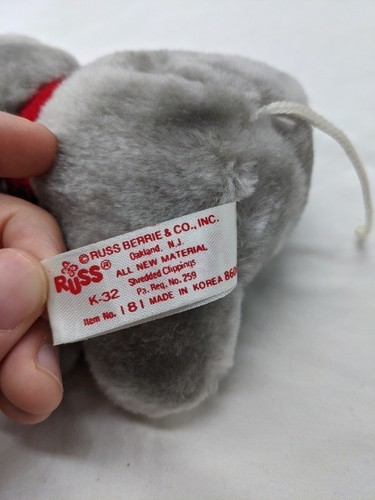 © RUSS BERRIE & CO., INC.
Oakland, N.J.
RUSS®
ALL NEW MATERIAL
Shredded Clippings
K-32
Pa. Reg. No. 259
Item No. 181 MADE IN KOREA